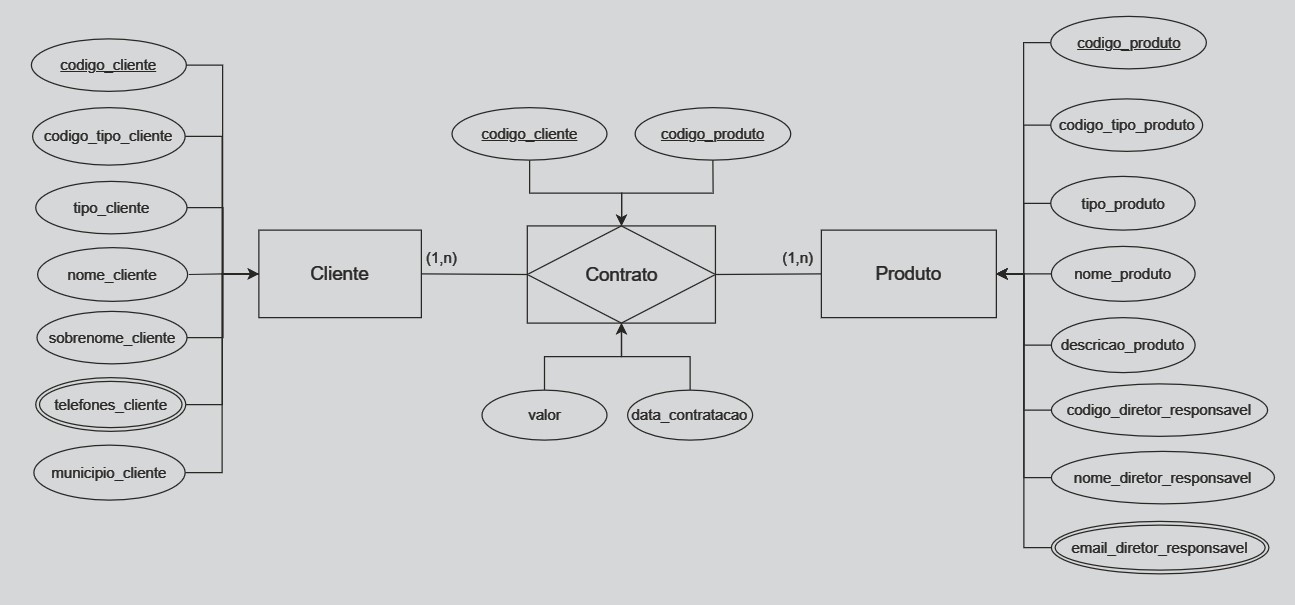 codigo_cliente
codigo_tipo_cliente
tipo_cliente
nome_cliente
sobrenome_cliente
telefones_cliente
municipio_cliente
Cliente
(1,n)
codigo_cliente
codigo_produto
Contrato
valor
data_contratacao
(1,n)
Produto
codigo_produto
codigo_tipo_produto
tipo_produto
nome_produto
descricao_produto
codigo_diretor_responsavel
nome_diretor_responsavel
email_diretor_responsavel